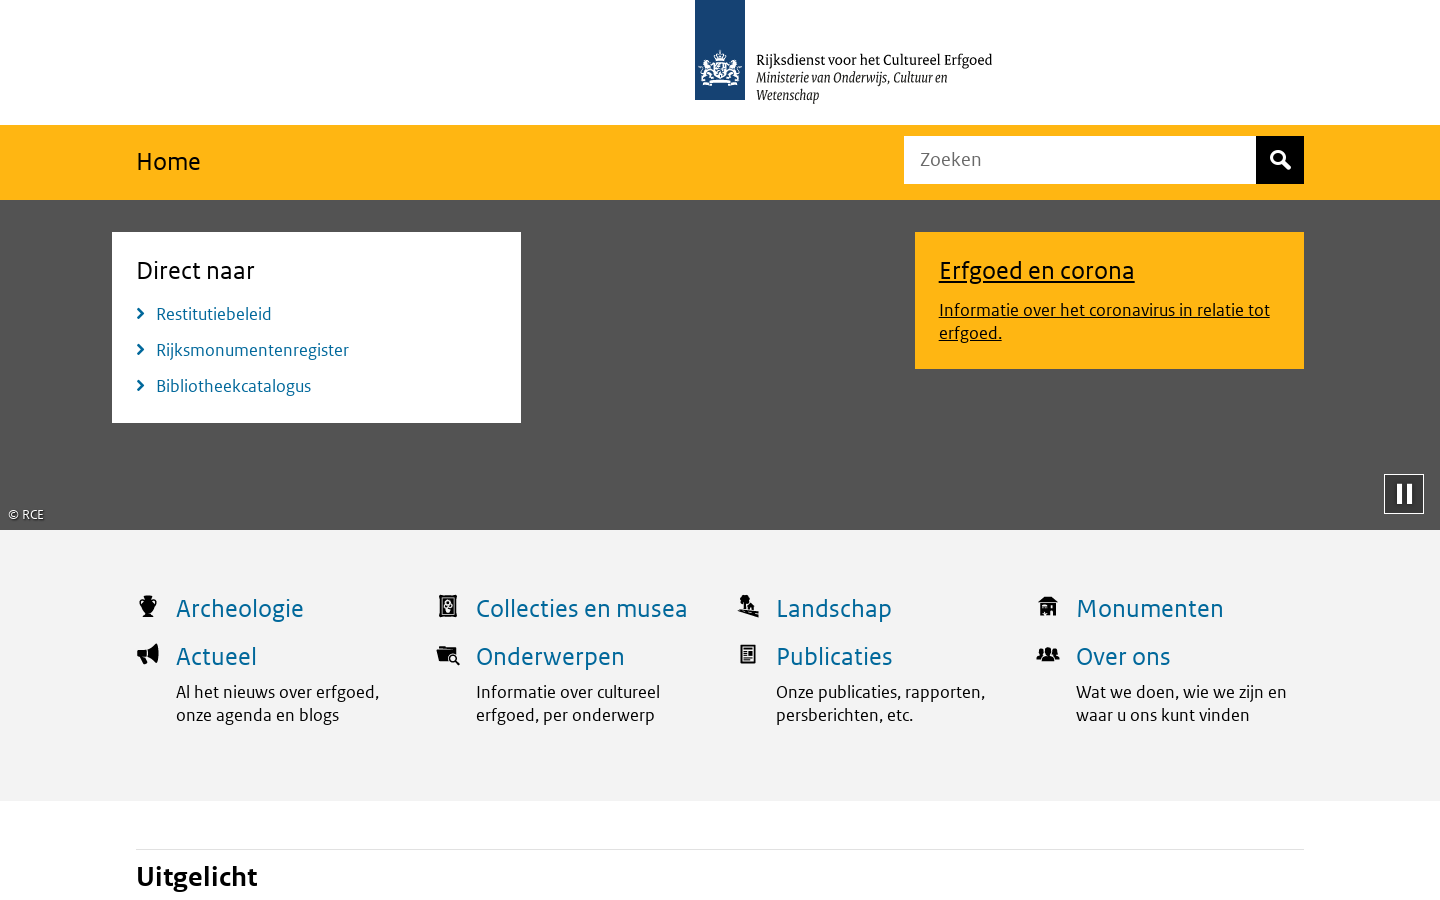 Rijksdienst voor het Cultureel Erfgoed
Ministerie van Onderwijs, Cultuur en
Wetenschap
Home
Zoeken
Direct naar
Restitutiebeleid
Rijksmonumentenregister
Bibliotheekcatalogus
Erfgoed en corona
Informatie over het coronavirus in relatie tot
erfgoed.
© RCE
Archeologie
Collecties en musea
Landschap
Monumenten
Actueel
Al het nieuws over erfgoed,
onze agenda en blogs
Onderwerpen
Informatie over cultureel
erfgoed, per onderwerp
Publicaties
Onze publicaties, rapporten,
persberichten, etc.
Over ons
Wat we doen, wie we zijn en
waar u ons kunt vinden
Uitgelicht